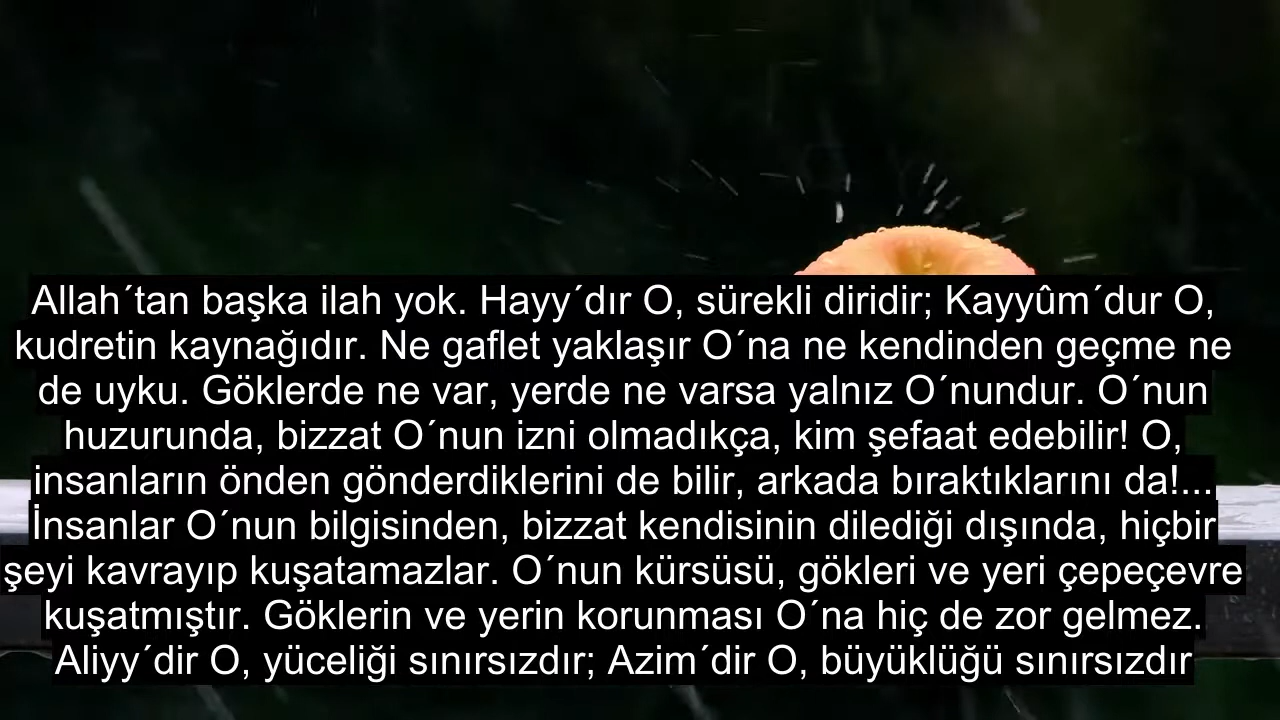 Allah´tan başka ilah yok. Hayy´dır O, sürekli diridir; Kayyûm´dur O,
kudretin kaynağıdır. Ne gaflet yaklaşır O´na ne kendinden geçme ne
de uyku. Göklerde ne var, yerde ne varsa yalnız O´nundur. O´nun
huzurunda, bizzat O´nun izni olmadıkça, kim şefaat edebilir! O,
insanların önden gönderdiklerini de bilir, arkada bıraktıklarını da!...
İnsanlar O´nun bilgisinden, bizzat kendisinin dilediği dışında, hiçbir
şeyi kavrayıp kuşatamazlar. O´nun kürsüsü, gökleri ve yeri çepeçevre
kuşatmıştır. Göklerin ve yerin korunması O´na hiç de zor gelmez.
Aliyy´dir O, yüceliği sınırsızdır; Azim´dir O, büyüklüğü sınırsızdır